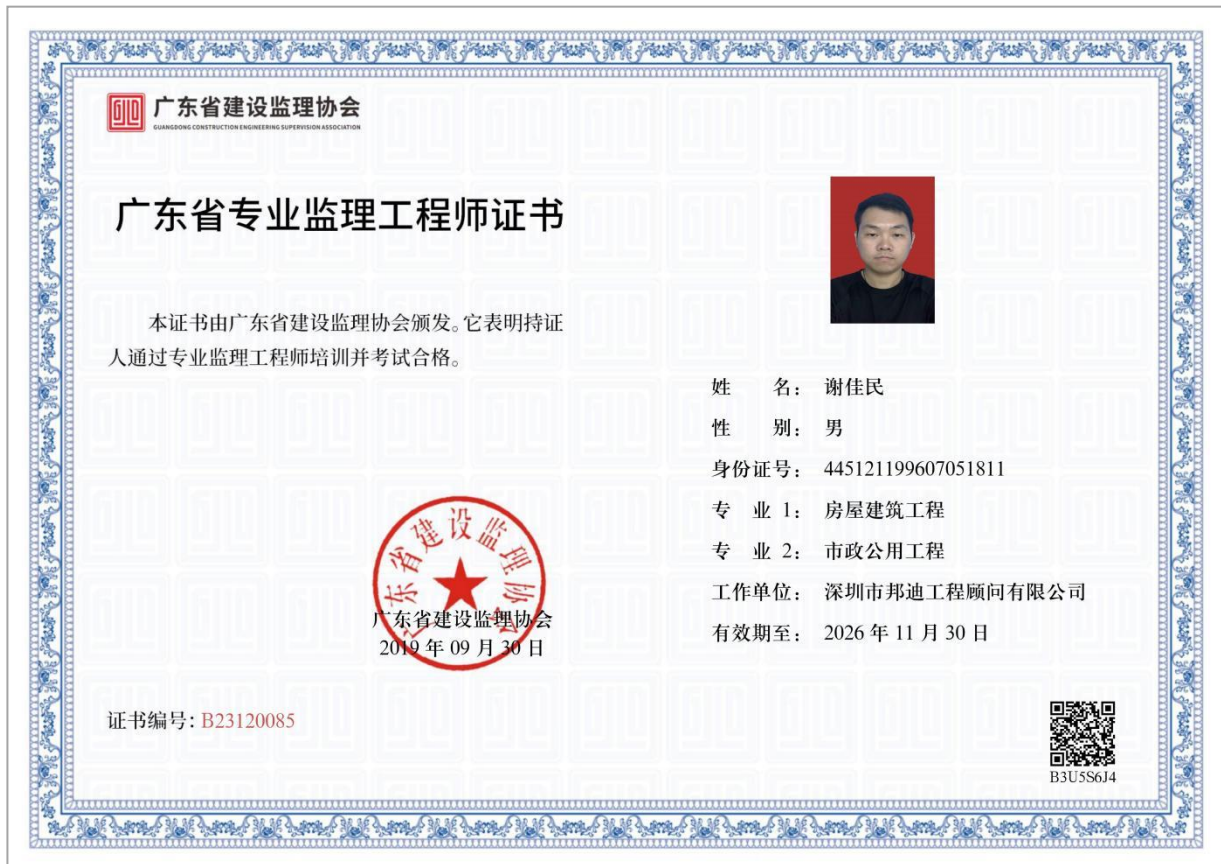 广东省建设监理协会
GUANGDONG CONSTRUCTION ENGINEERING SUPERVISION ASSOCIATION
广东省专业监理工程师证书
本证书由广东省建设监理协会颁发。它表明持证
人通过专业监理工程师培训并考试合格。
姓 名： 谢佳民
性 别： 男
身份证号： 445121199607051811
专 业 1： 房屋建筑工程
专 业 2： 市政公用工程
工作单位： 深圳市邦迪工程顾问有限公司
有效期至： 2026 年 11 月 30 日
广东省建设监理协会
广东省建设监理协会
2019 年 09 月 30 日
证书编号：B23120085
B3U5S6J4